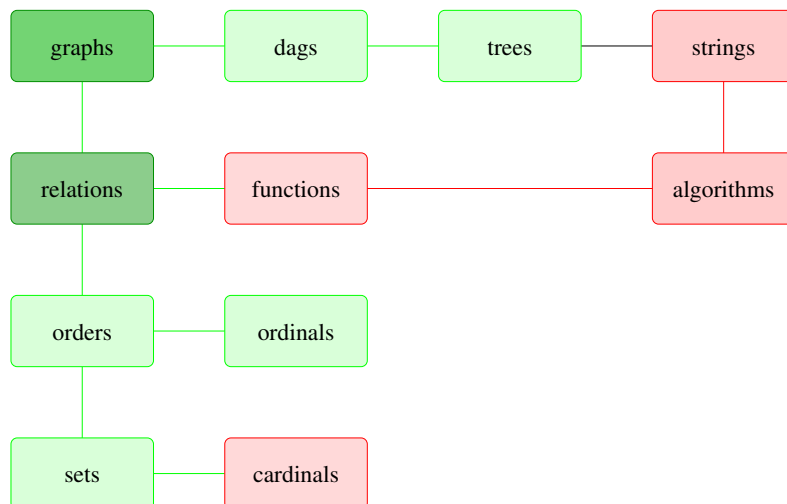 graphs
dags
trees
strings
relations
functions
algorithms
orders
ordinals
sets
cardinals